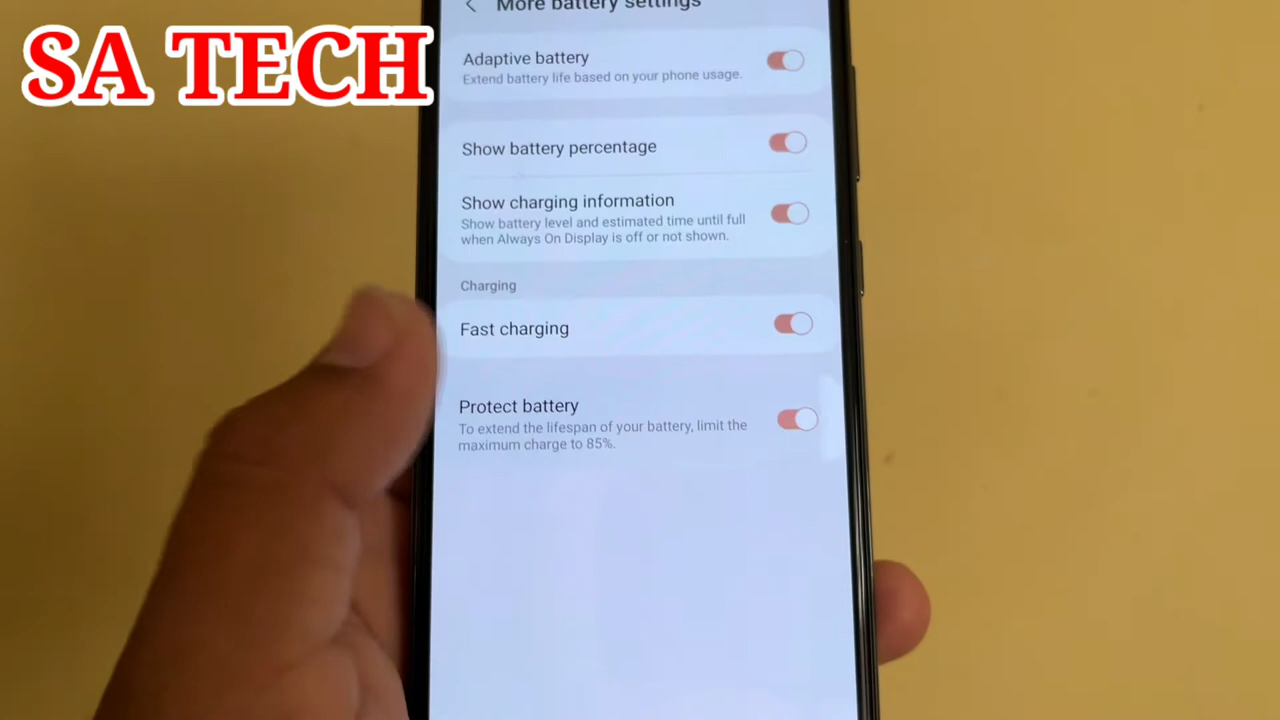 SA TECH
More battery settings
Adaptive battery
Extend battery life based on your phone usage.
Show battery percentage
Show charging information
Show battery level and estimated time until full
when Always On Display is off or not shown.
Charging
Fast charging
Protect battery
To extend the lifespan of your battery, limit the
maximum charge to 85%.